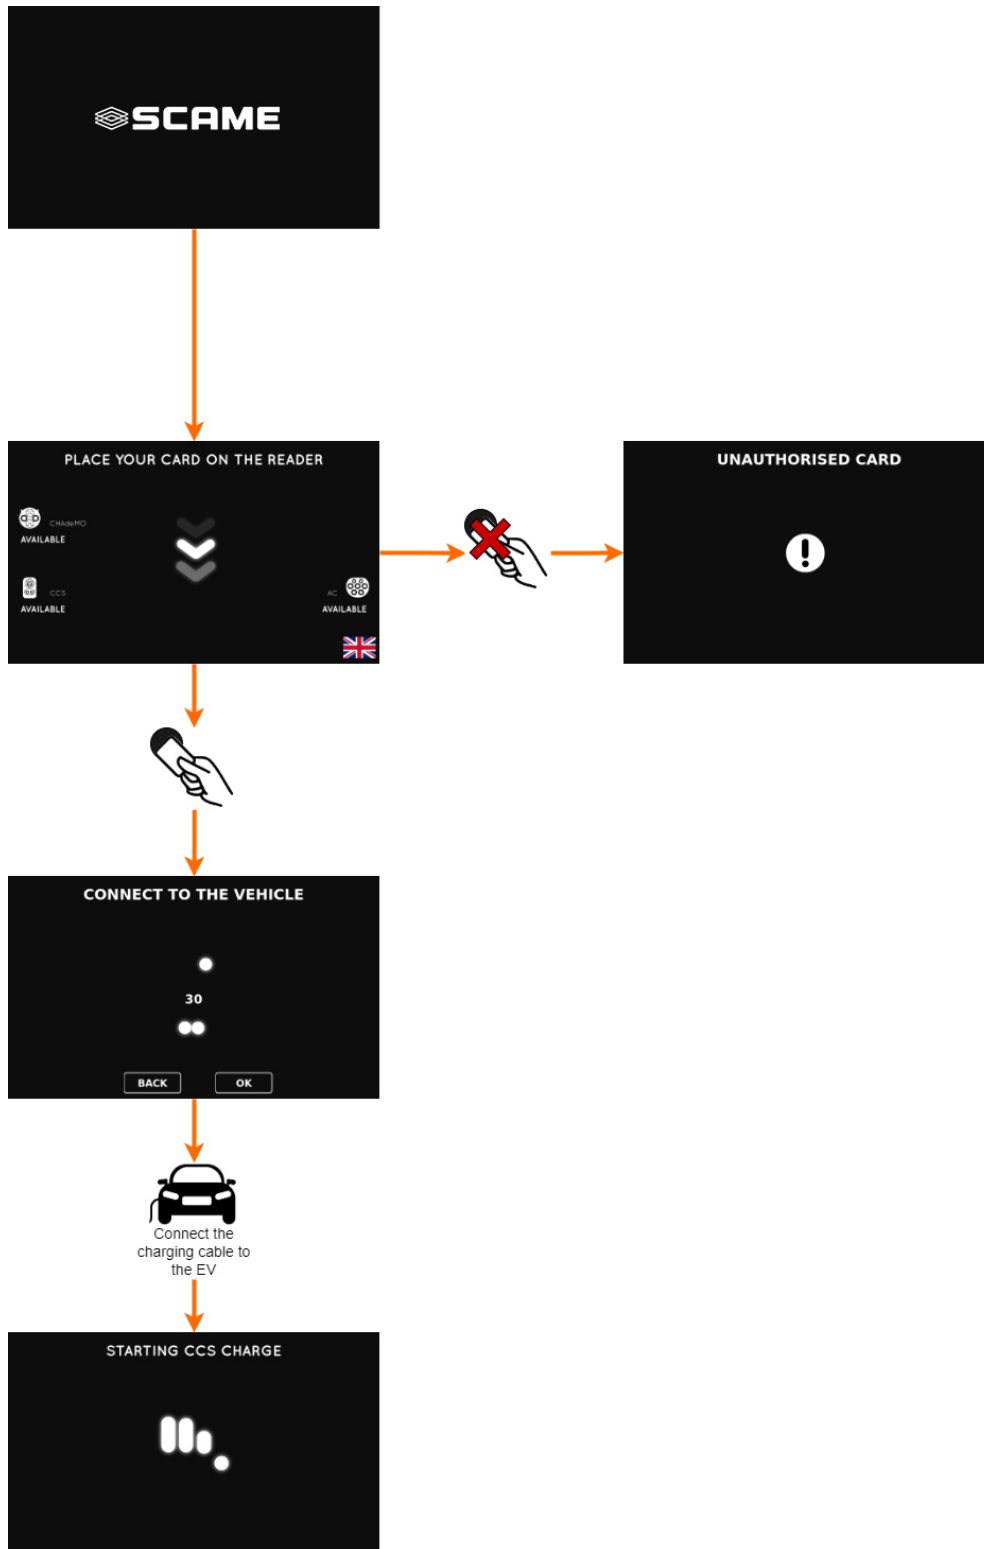 SCAME
PLACE YOUR CARD ON THE READER
CHAdeMO
AVAILABLE
CCS
AVAILABLE
AC
AVAILABLE
UNAUTHORISED CARD
CONNECT TO THE VEHICLE
30
BACK
OK
Connect the
charging cable to
the EV
STARTING CCS CHARGE